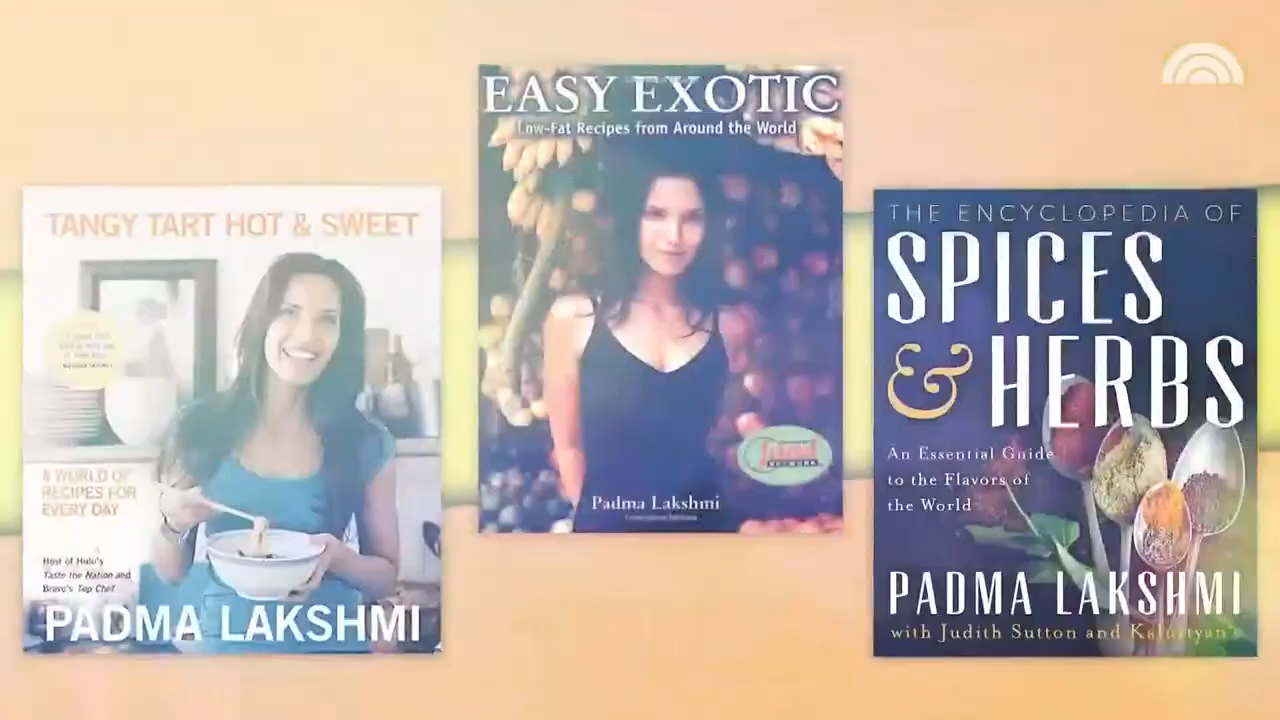 TANGY TART HOT & SWEET
A WORLD OF
RECIPES FOR
EVERY DAY
Host of Hulu's
Taste the Nation and
Bravo's Top Chef
PADMA LAKSHMI
EASY EXOTIC
Low-Fat Recipes from Around the World
Padma Lakshmi
THE ENCYCLOPEDIA OF
SPICES
& HERBS
An Essential Guide
to the Flavors of
the World
PADMA LAKSHMI
with Judith Sutton and Kalustyan's